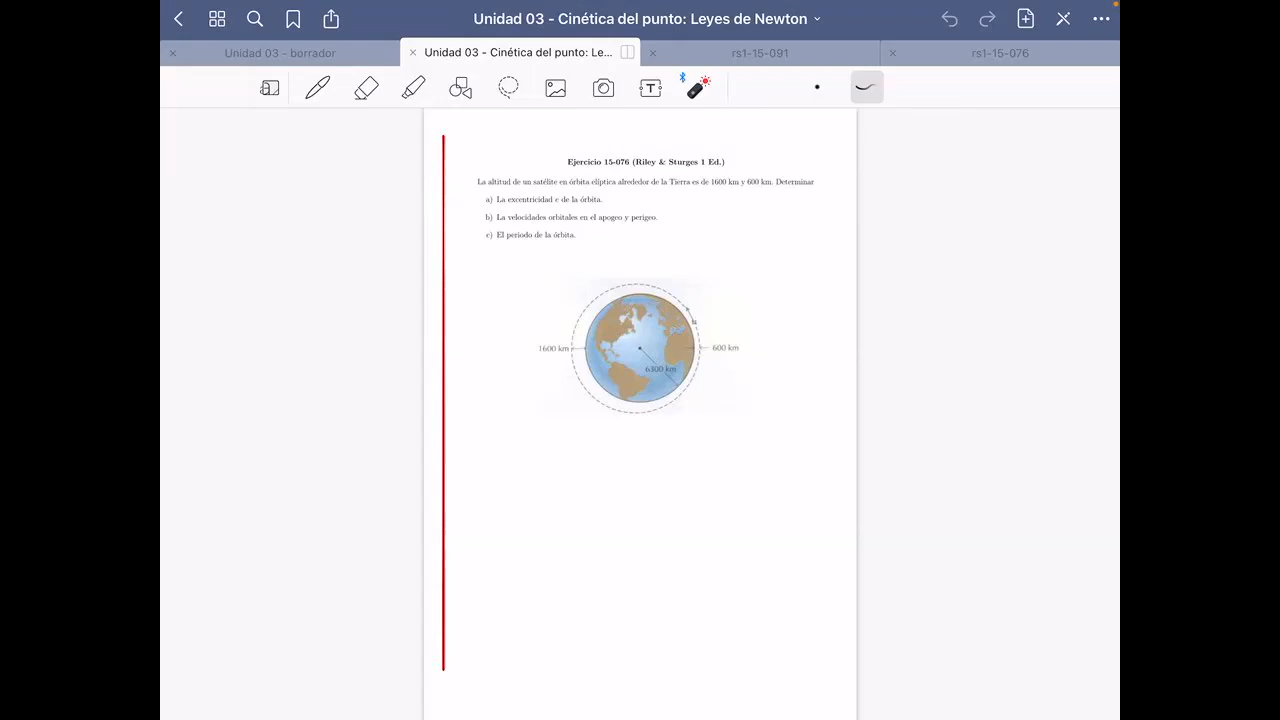 Unidad 03 - Cinética del punto: Leyes de Newton
Unidad 03 - borrador
Unidad 03 - Cinética del punto: Le...
rs1-15-091
rs1-15-076
Ejercicio 15-076 (Riley & Sturges 1 Ed.)
La altitud de un satélite en órbita elíptica alrededor de la Tierra es de 1600 km y 600 km. Determinar
a) La excentricidad e de la órbita.
b) La velocidades orbitales en el apogeo y perigeo.
c) El periodo de la órbita.
1600 km
600 km
6300 km